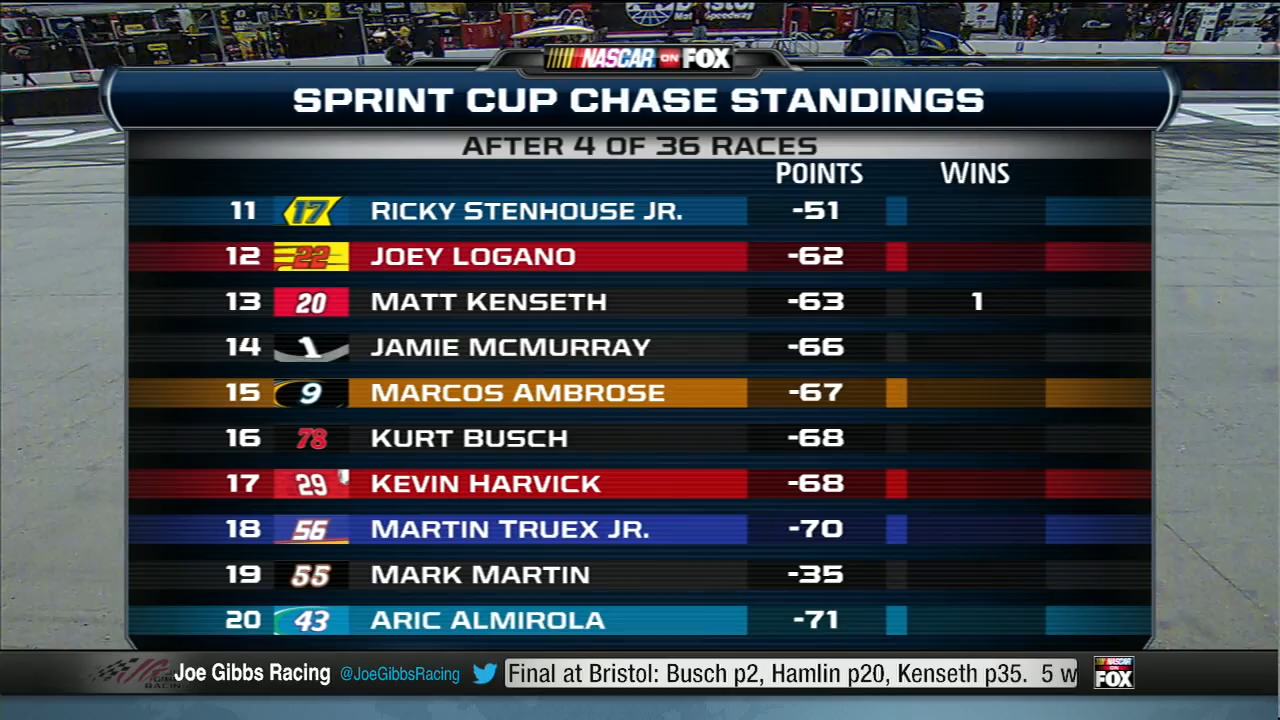 Bristol
Motor Speedway
NASCAR ON FOX
SPRINT CUP CHASE STANDINGS
AFTER 4 OF 36 RACES
POINTS WINS
11 17 RICKY STENHOUSE JR. -51
12 22 JOEY LOGANO -62
13 20 MATT KENSETH -63 1
14 1 JAMIE MCMURRAY -66
15 9 MARCOS AMBROSE -67
16 78 KURT BUSCH -68
17 29 KEVIN HARVICK -68
18 56 MARTIN TRUEX JR. -70
19 55 MARK MARTIN -35
20 43 ARIC ALMIROLA -71
Joe Gibbs Racing @JoeGibbsRacing Final at Bristol: Busch p2, Hamlin p20, Kenseth p35. 5 w
NASCAR ON FOX